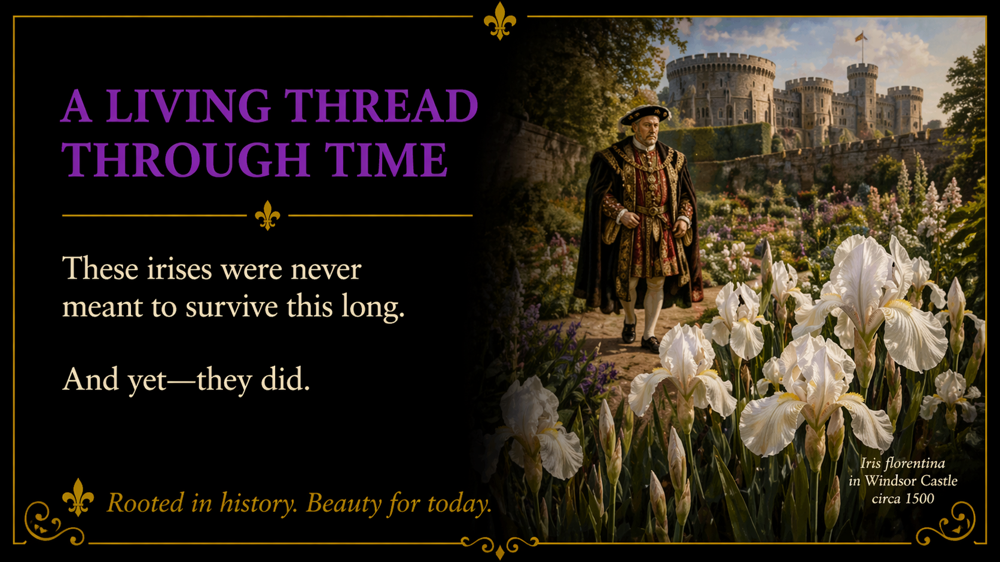 A LIVING THREAD
THROUGH TIME
These irises were never
meant to survive this long.
And yet—they did.
Rooted in history. Beauty for today.
Iris florentina
in Windsor Castle
circa 1500